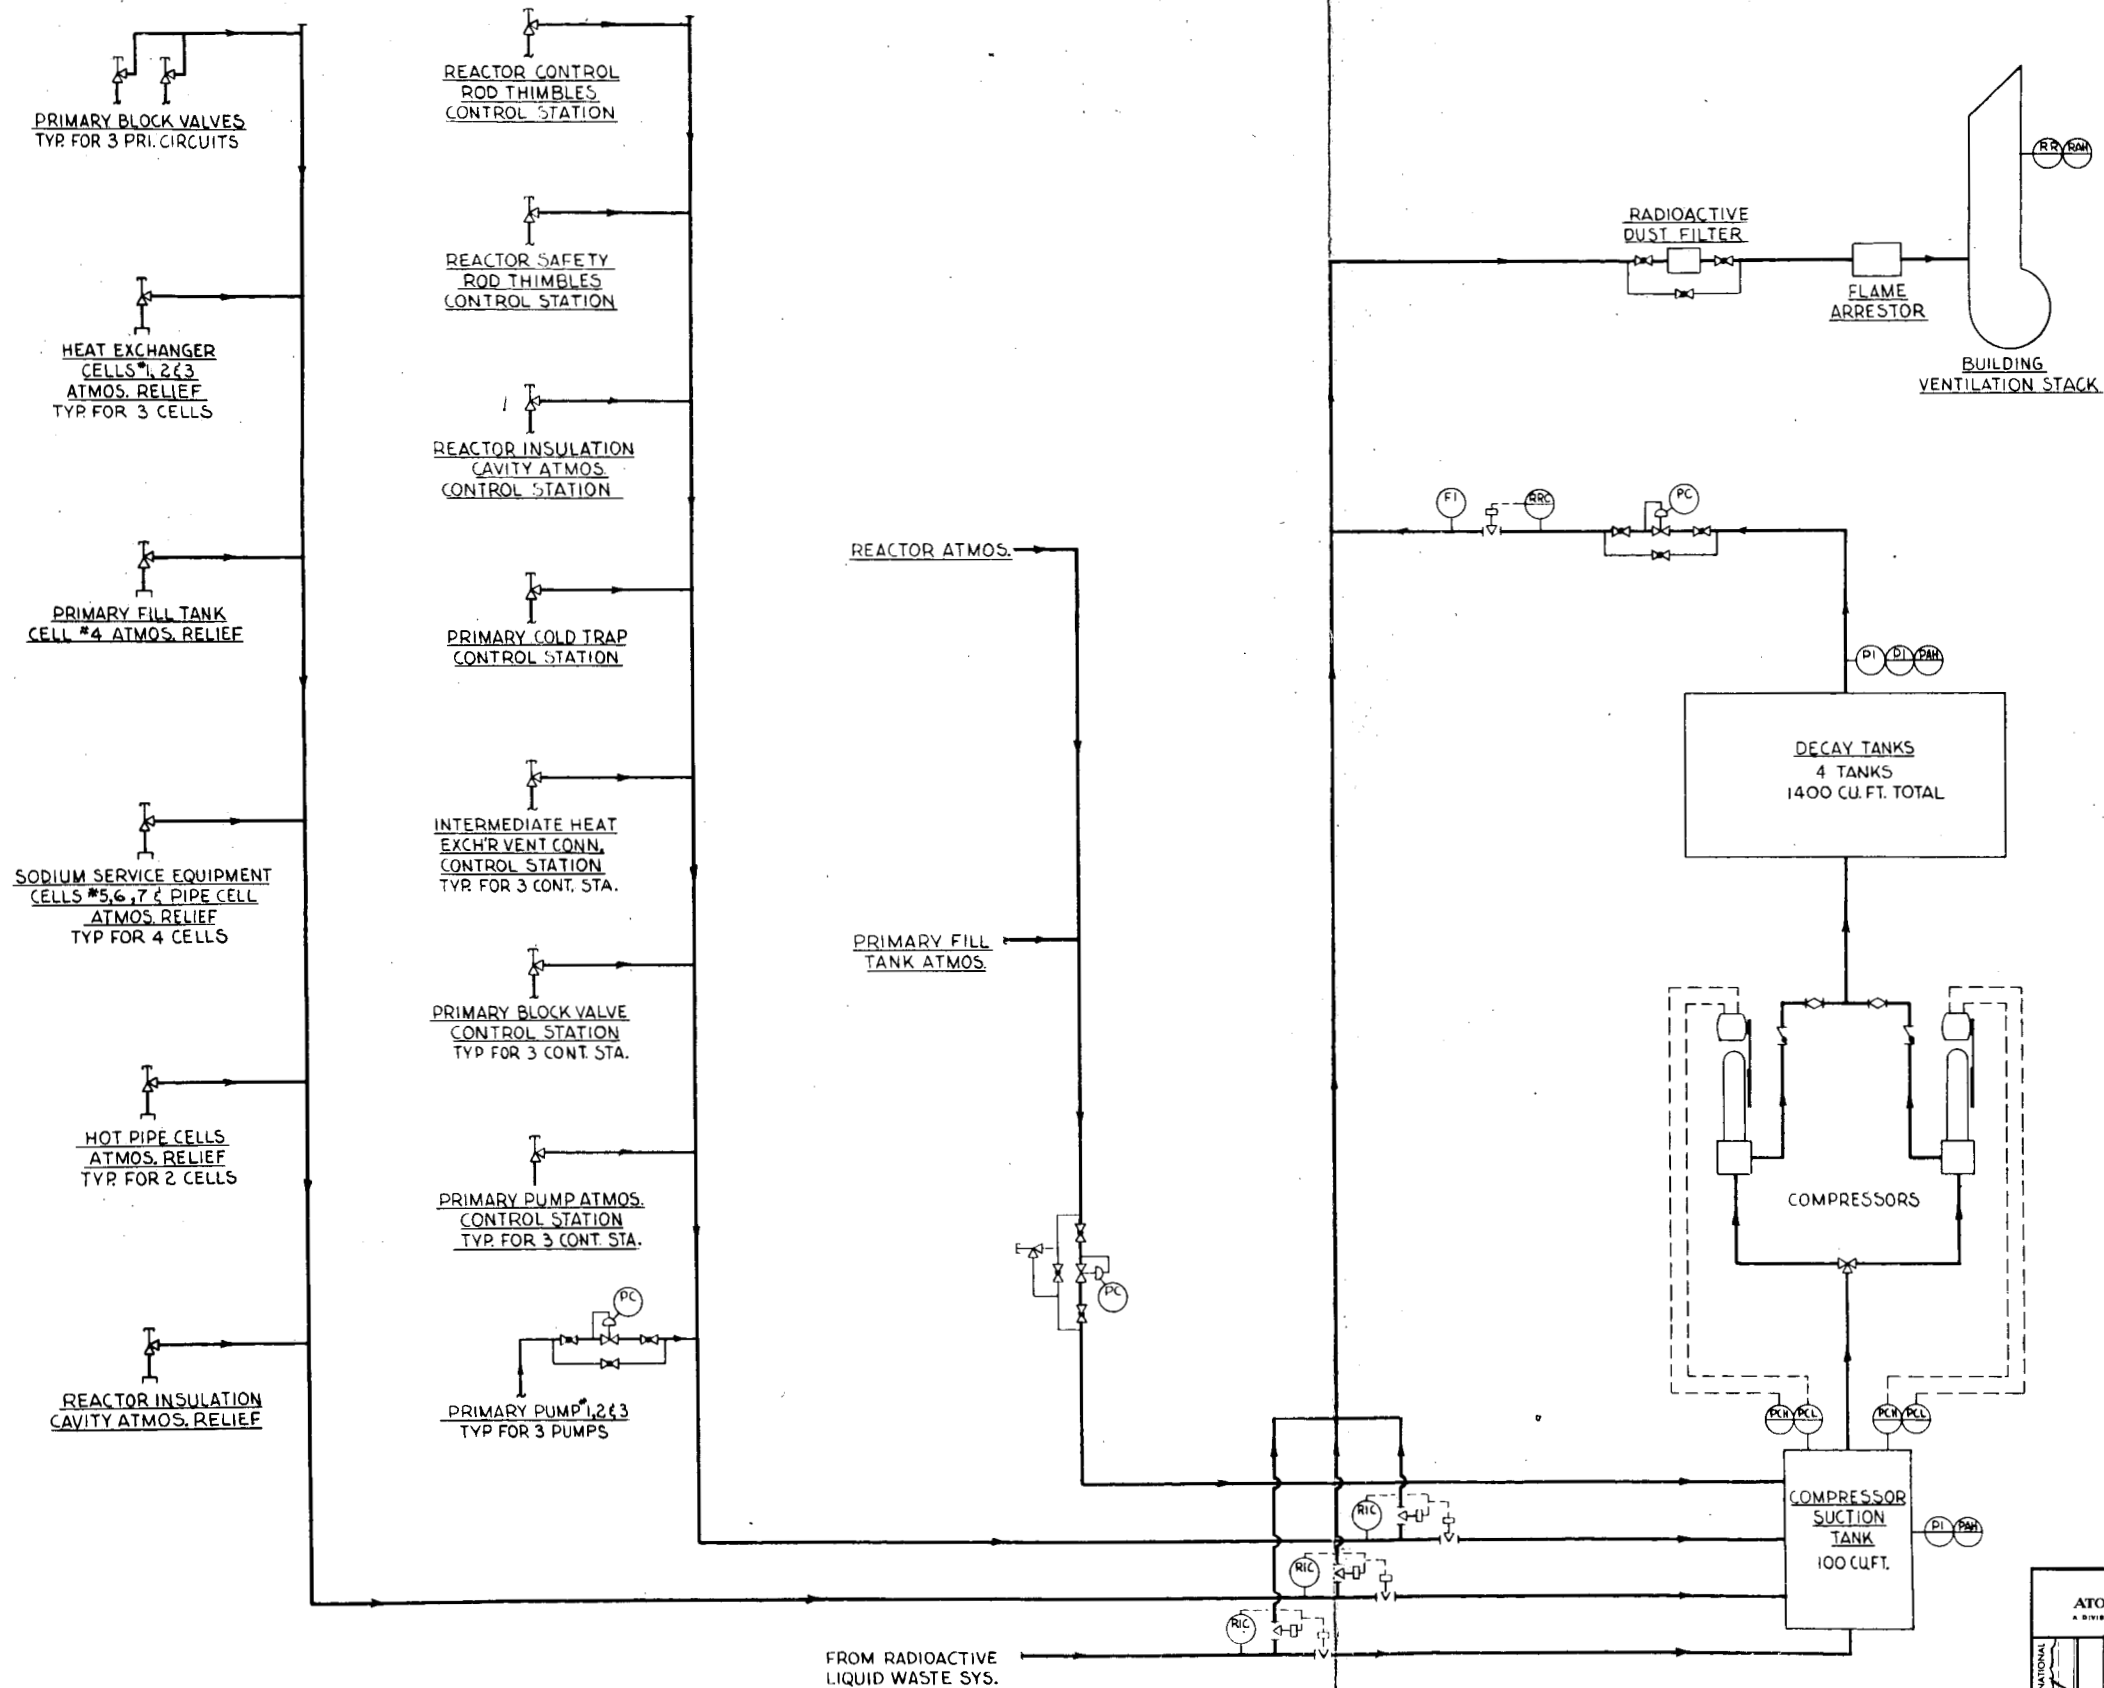 PRIMARY BLOCK VALVES
TYP. FOR 3 PRI. CIRCUITS
HEAT EXCHANGER
CELLS #1, 2 & 3
ATMOS. RELIEF
TYP. FOR 3 CELLS
PRIMARY FILL TANK
CELL #4 ATMOS. RELIEF
SODIUM SERVICE EQUIPMENT
CELLS #5, 6, 7 & PIPE CELL
ATMOS. RELIEF
TYP FOR 4 CELLS
HOT PIPE CELLS
ATMOS. RELIEF
TYP. FOR 2 CELLS
REACTOR INSULATION
CAVITY ATMOS. RELIEF
REACTOR CONTROL
ROD THIMBLES
CONTROL STATION
REACTOR SAFETY
ROD THIMBLES
CONTROL STATION
REACTOR INSULATION
CAVITY ATMOS.
CONTROL STATION
PRIMARY COLD TRAP
CONTROL STATION
INTERMEDIATE HEAT
EXCH'R VENT CONN.
CONTROL STATION
TYP. FOR 3 CONT. STA.
PRIMARY BLOCK VALVE
CONTROL STATION
TYP FOR 3 CONT. STA.
PRIMARY PUMP ATMOS.
CONTROL STATION
TYP. FOR 3 CONT. STA.
PC
PRIMARY PUMP #1, 2 & 3
TYP FOR 3 PUMPS
REACTOR ATMOS.
PRIMARY FILL
TANK ATMOS.
PC
FROM RADIOACTIVE
LIQUID WASTE SYS.
RIC
RIC
RIC
RR RAH
RADIOACTIVE
DUST FILTER
FLAME
ARRESTOR
BUILDING
VENTILATION STACK
FI RRC PC
PI PI PAH
DECAY TANKS
4 TANKS
1400 CU. FT. TOTAL
COMPRESSORS
PCH PCL PCH PCL
COMPRESSOR
SUCTION
TANK
100 CU.FT.
PI PAH
ATO
A DIVIS
NATIONAL